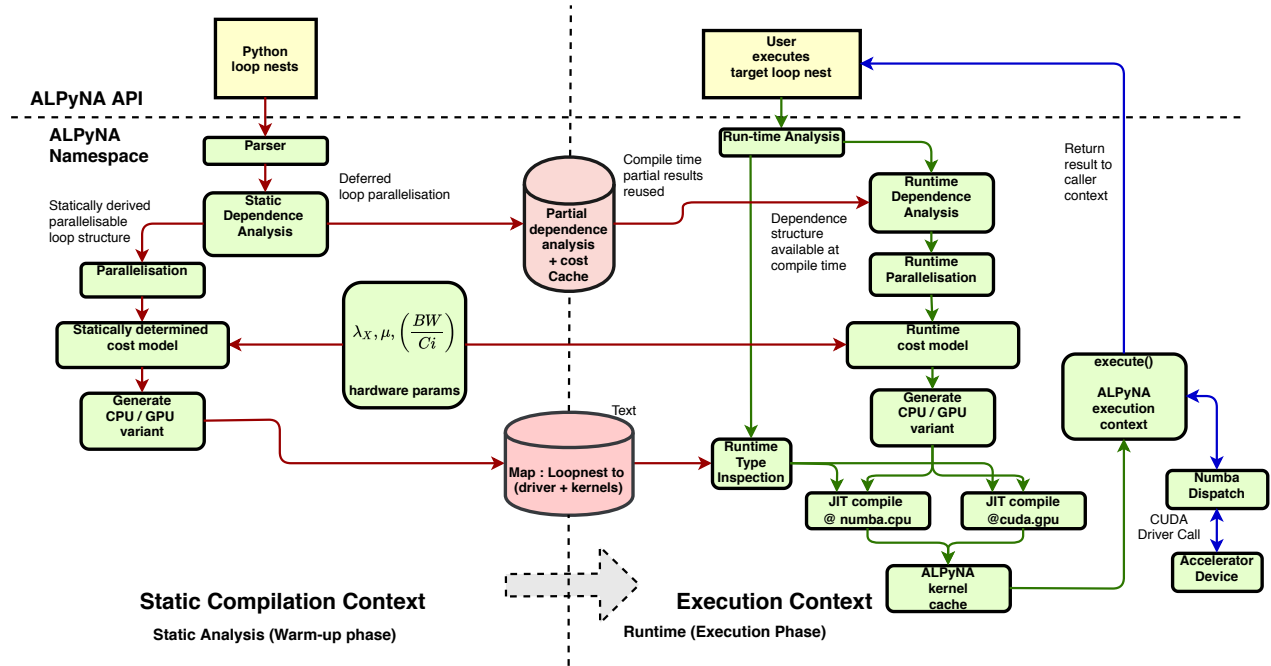 Python
loop nests
User
executes
target loop nest
ALPyNA API
ALPyNA
Namespace
Parser
Run-time Analysis
Return
result to
caller
context
Deferred
loop parallelisation
Compile time
partial results
reused
Statically derived
parallelisable
loop structure
Static
Dependence
Analysis
Partial
dependence
analysis
+ cost
Cache
Runtime
Dependence
Analysis
Dependence
structure
available at
compile time
Parallelisation
Runtime
Parallelisation
Statically determined
cost model
λ_X, μ, (BW/Ci)
hardware params
Runtime
cost model
Generate
CPU / GPU
variant
Generate
CPU / GPU
variant
execute()
ALPyNA
execution
context
Text
Map : Loopnest to
(driver + kernels)
Runtime
Type
Inspection
JIT compile
@ numba.cpu
JIT compile
@cuda.gpu
Numba
Dispatch
CUDA
Driver Call
Accelerator
Device
ALPyNA
kernel
cache
Static Compilation Context
Static Analysis (Warm-up phase)
Execution Context
Runtime (Execution Phase)